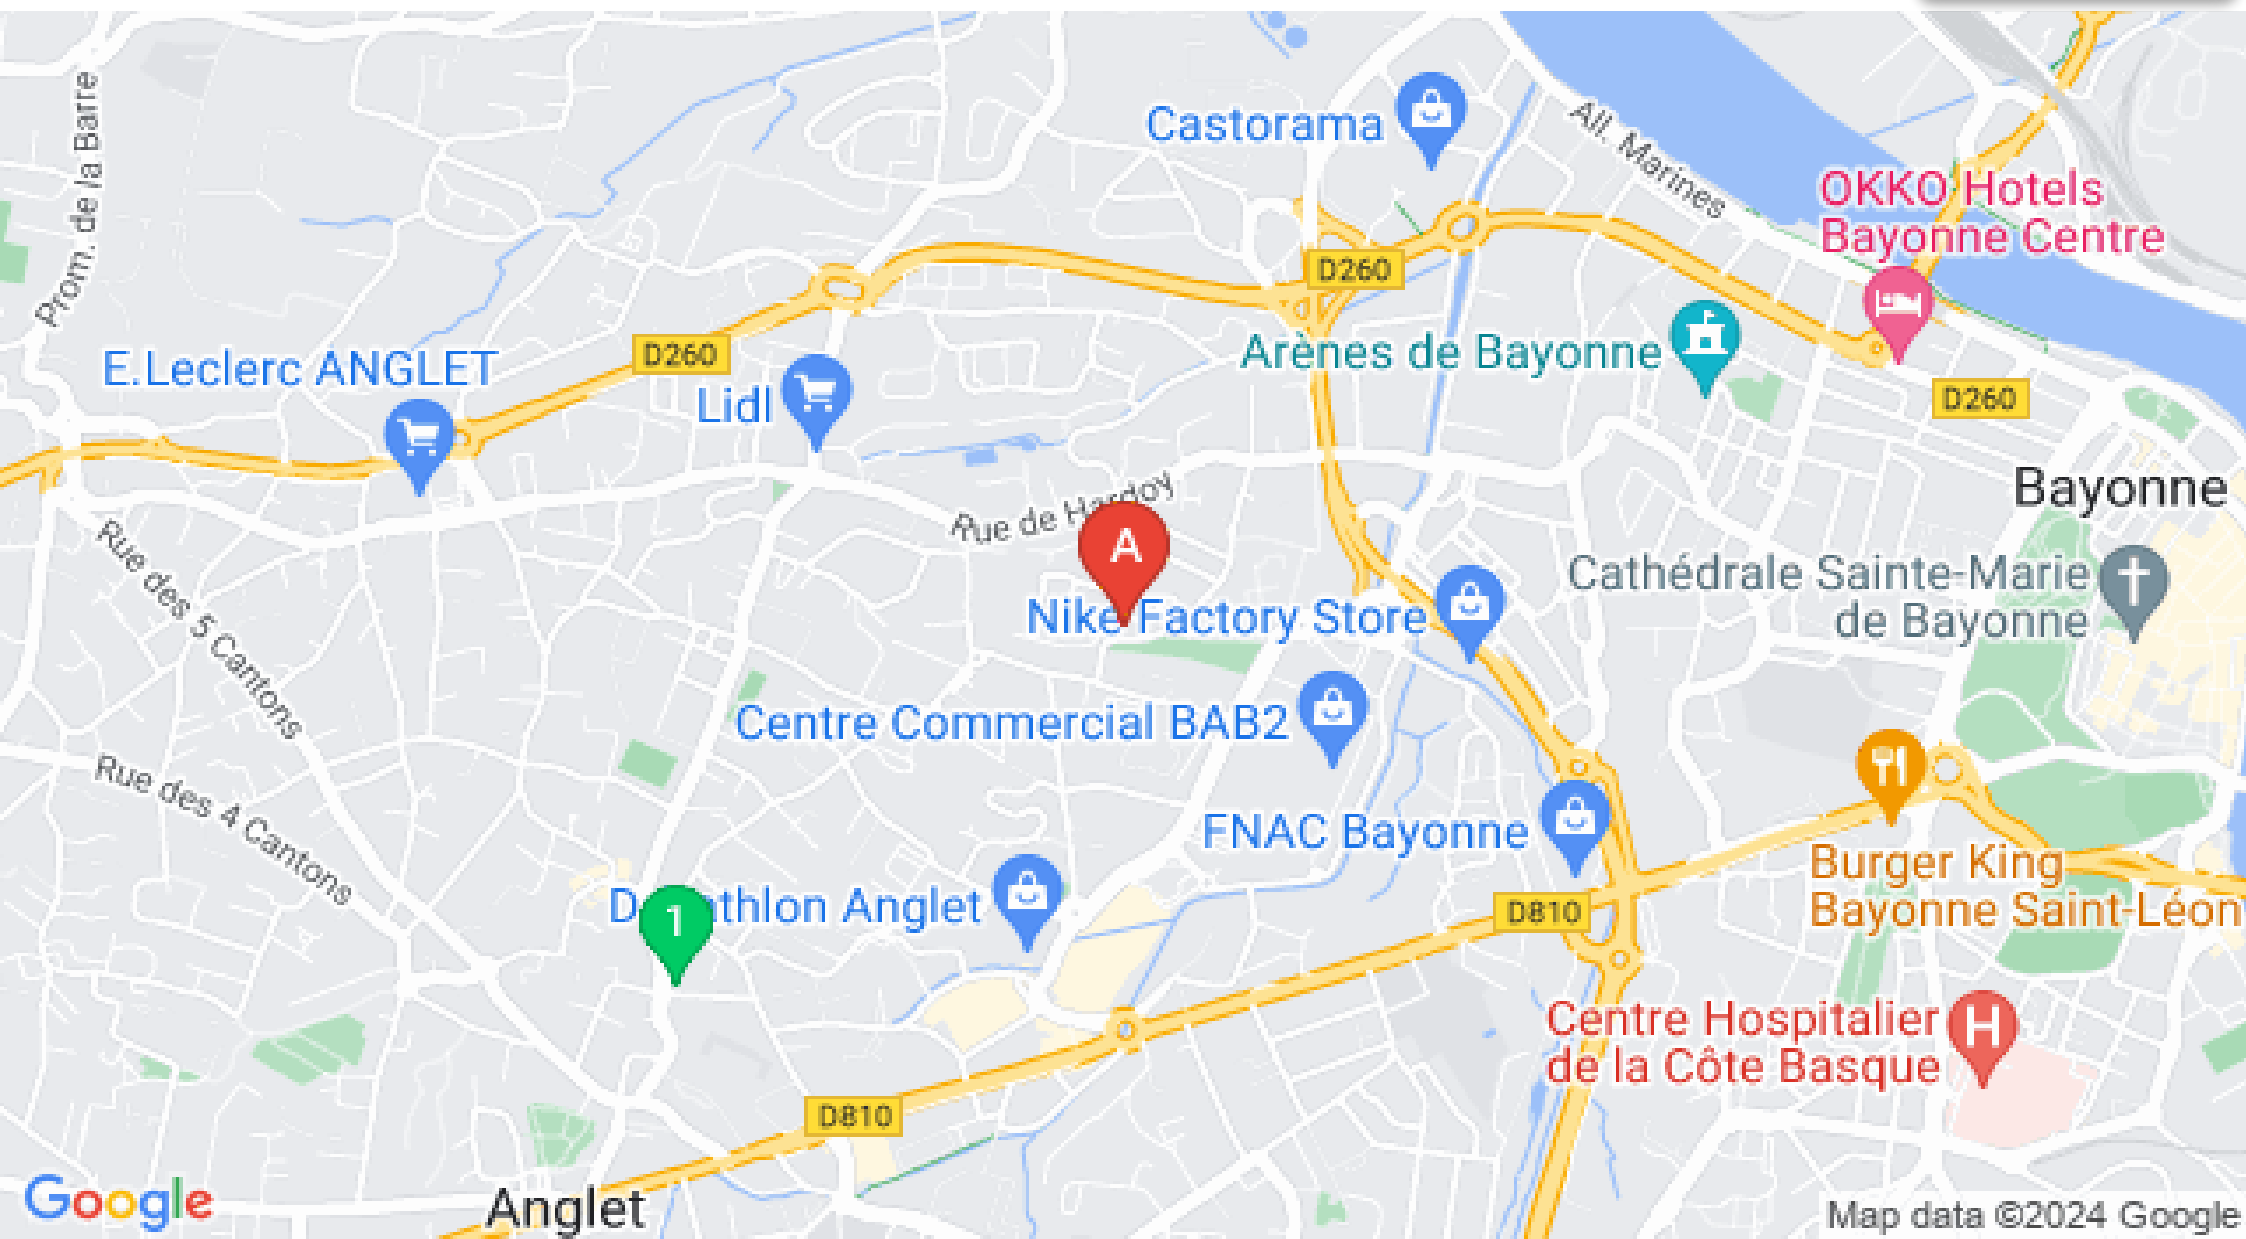 Prom. de la Barre
Castorama
All. Marines
OKKO Hotels
Bayonne Centre
D260
D260
Arènes de Bayonne
E.Leclerc ANGLET
Lidl
D260
Bayonne
Rue de Hardoy
A
Rue des 5 Cantons
Nike Factory Store
Cathédrale Sainte-Marie
de Bayonne
Centre Commercial BAB2
Rue des 4 Cantons
FNAC Bayonne
Burger King
Bayonne Saint-Léon
1
Anglet
D810
Centre Hospitalier
de la Côte Basque
H
D810
Google
Anglet
Map data ©2024 Google